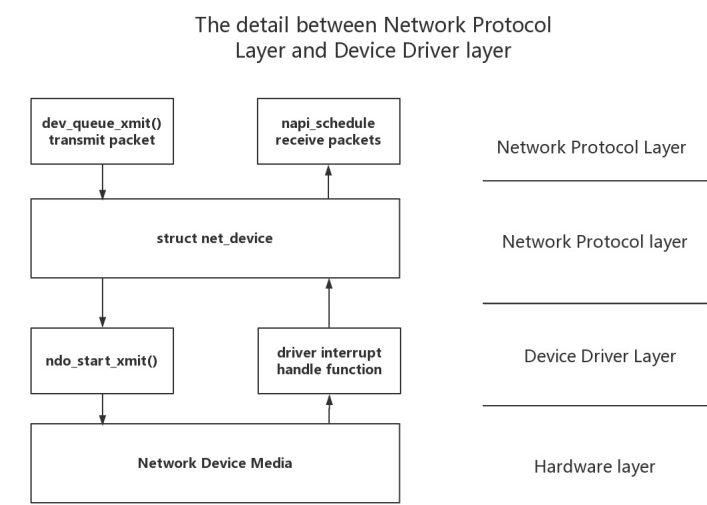 The detail between Network Protocol
Layer and Device Driver layer
dev_queue_xmit()
transmit packet
napi_schedule
receive packets
Network Protocol Layer
struct net_device
Network Protocol layer
ndo_start_xmit()
driver interrupt
handle function
Device Driver Layer
Network Device Media
Hardware layer